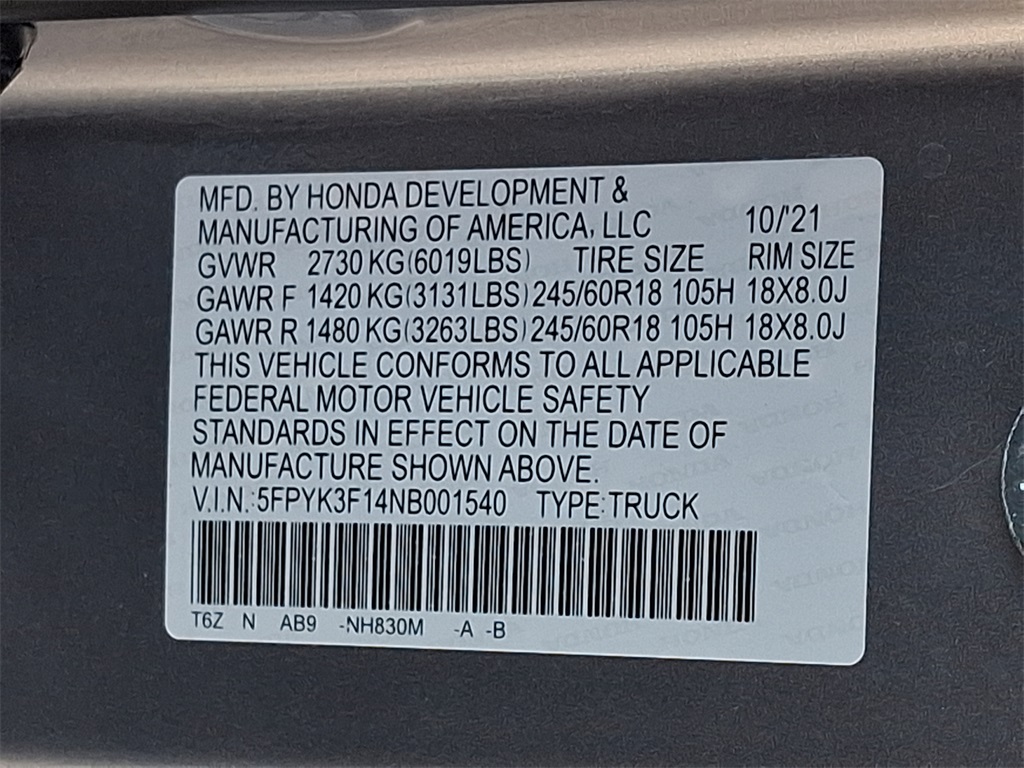 MFD. BY HONDA DEVELOPMENT &
MANUFACTURING OF AMERICA, LLC 10/'21
GVWR 2730 KG(6019LBS) TIRE SIZE RIM SIZE
GAWR F 1420 KG(3131LBS) 245/60R18 105H 18X8.0J
GAWR R 1480 KG(3263LBS) 245/60R18 105H 18X8.0J
THIS VEHICLE CONFORMS TO ALL APPLICABLE
FEDERAL MOTOR VEHICLE SAFETY
STANDARDS IN EFFECT ON THE DATE OF
MANUFACTURE SHOWN ABOVE.
V.I.N.:5FPYK3F14NB001540 TYPE:TRUCK
T6Z N AB9 -NH830M -A -B